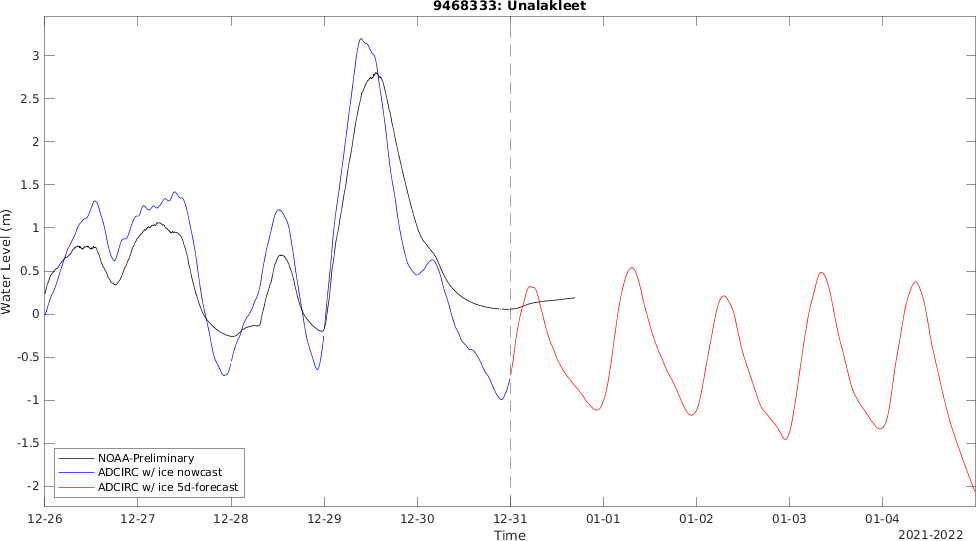 9468333: Unalakleet
Water Level (m)
3
2.5
2
1.5
1
0.5
0
-0.5
-1
-1.5
-2
NOAA-Preliminary
ADCIRC w/ ice nowcast
ADCIRC w/ ice 5d-forecast
12-26 12-27 12-28 12-29 12-30 12-31 01-01 01-02 01-03 01-04
Time
2021-2022